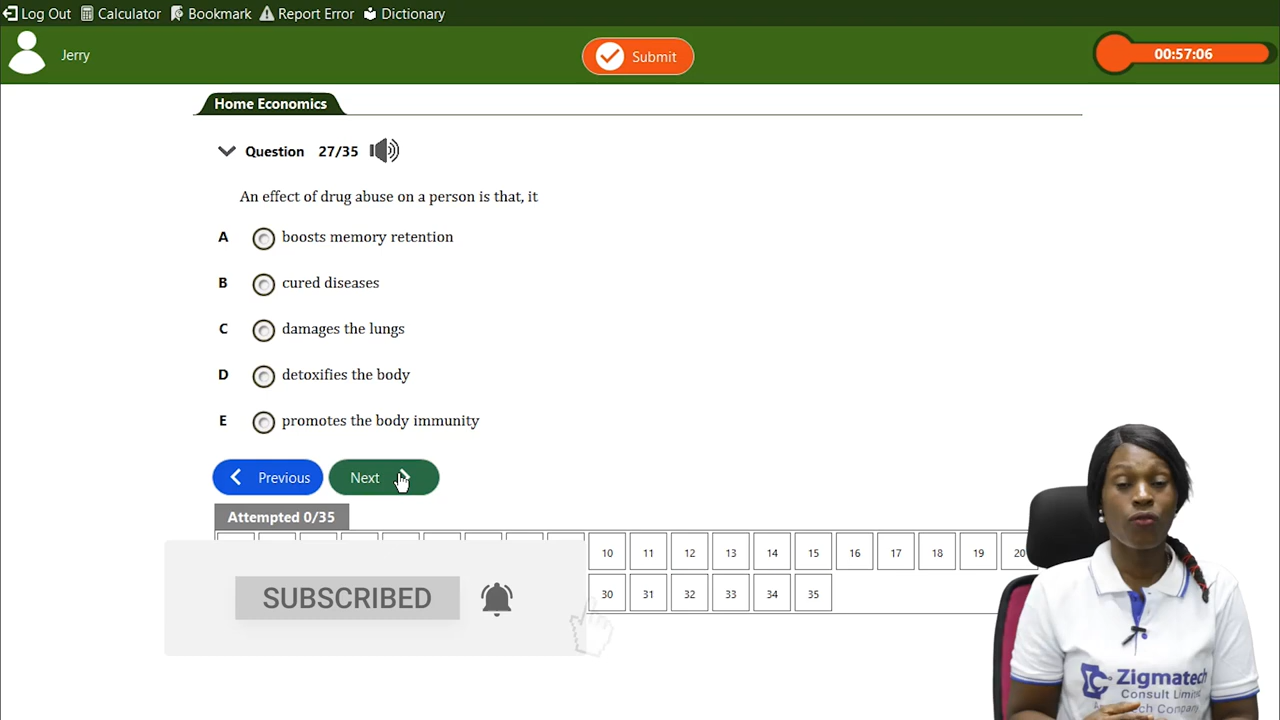 Log Out Calculator Bookmark Report Error Dictionary
Jerry
Submit
00:57:06
Home Economics
Question 27/35
An effect of drug abuse on a person is that, it
A boosts memory retention
B cured diseases
C damages the lungs
D detoxifies the body
E promotes the body immunity
Previous Next
Attempted 0/35
10 11 12 13 14 15 16 17 18 19 20
30 31 32 33 34 35
SUBSCRIBED
Zigmatech
Consult Limited